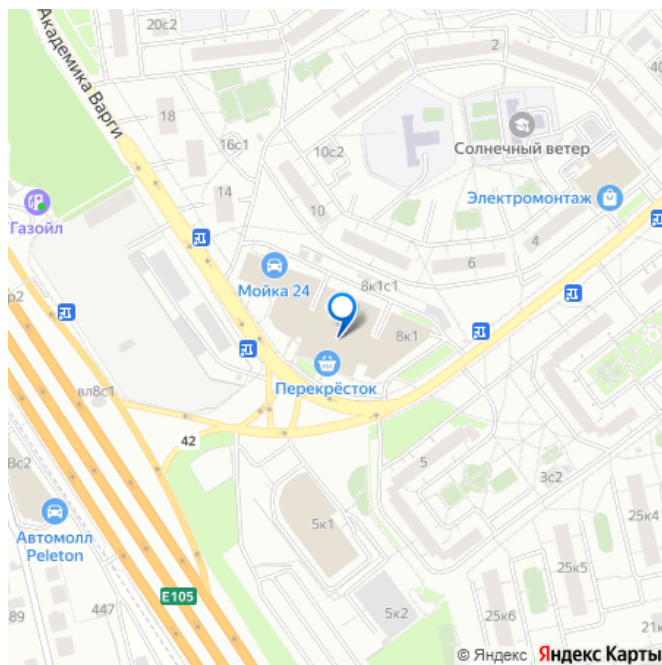 20с2
2
40
Академика Варги
18
16с1
10с2
Солнечный ветер
14
Газойл
10
Электромонтаж
4
6
Мойка 24
8к1с1
р2
8к1
Перекрёсток
вл8с1
42
5
3с2
Вс2
5к1
25к4
Автомолл
Peleton
25к5
E105
447
5к2
89
25к6
21к
© Яндекс Яндекс Карты